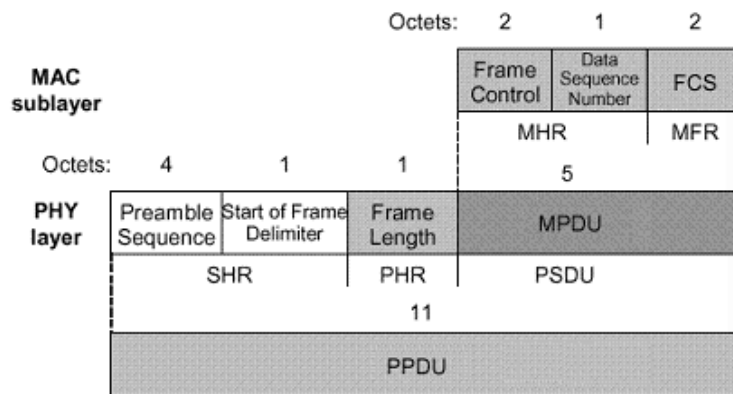 Octets: 2 1 2
MAC sublayer
Frame Control
Data Sequence Number
FCS
MHR
MFR
Octets: 4 1 1 5
PHY layer
Preamble Sequence
Start of Frame Delimiter
Frame Length
MPDU
SHR
PHR
PSDU
11
PPDU